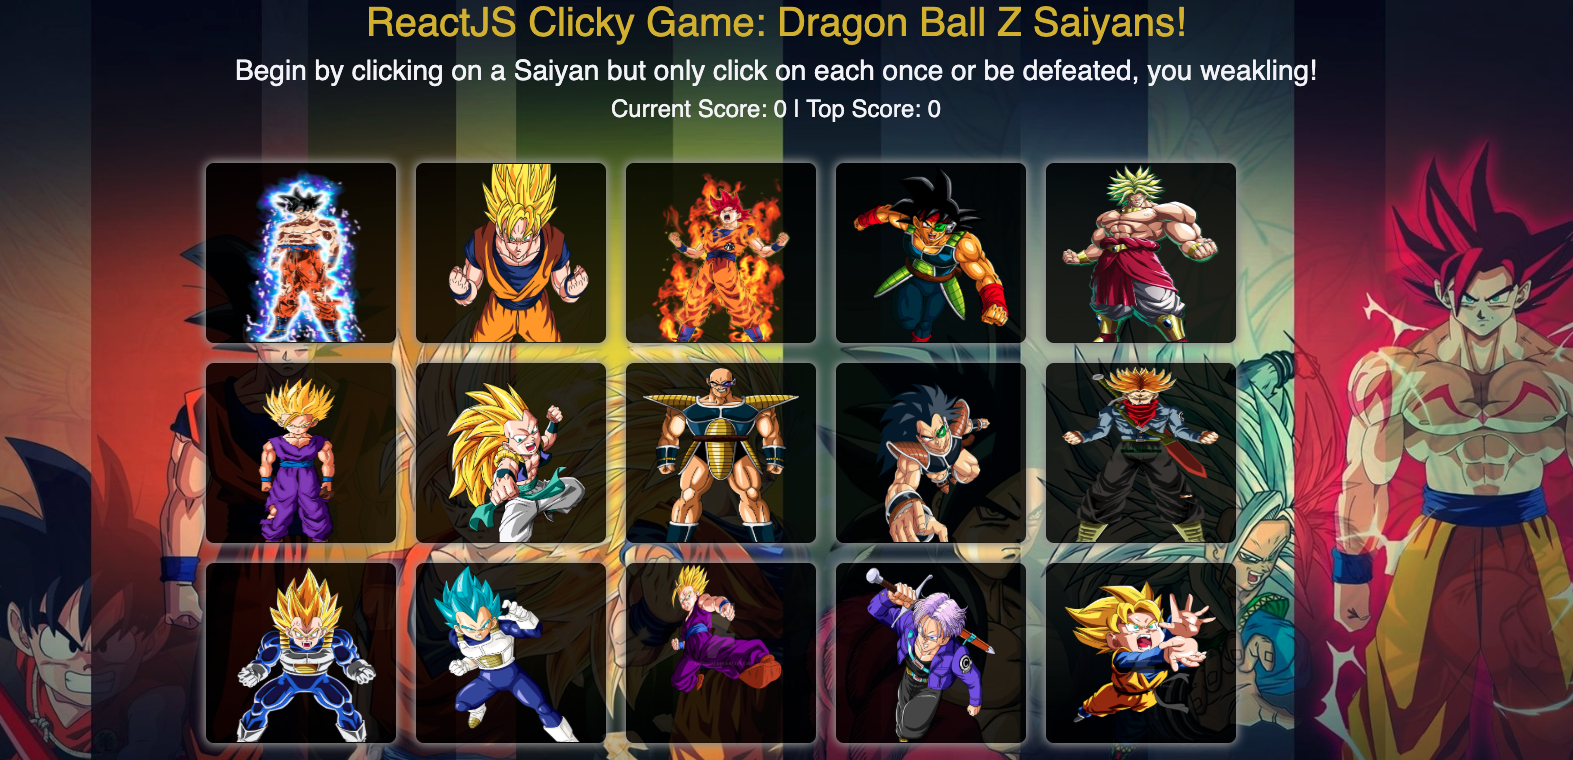 ReactJS Clicky Game: Dragon Ball Z Saiyans!
Begin by clicking on a Saiyan but only click on each once or be defeated, you weakling!
Current Score: 0 | Top Score: 0